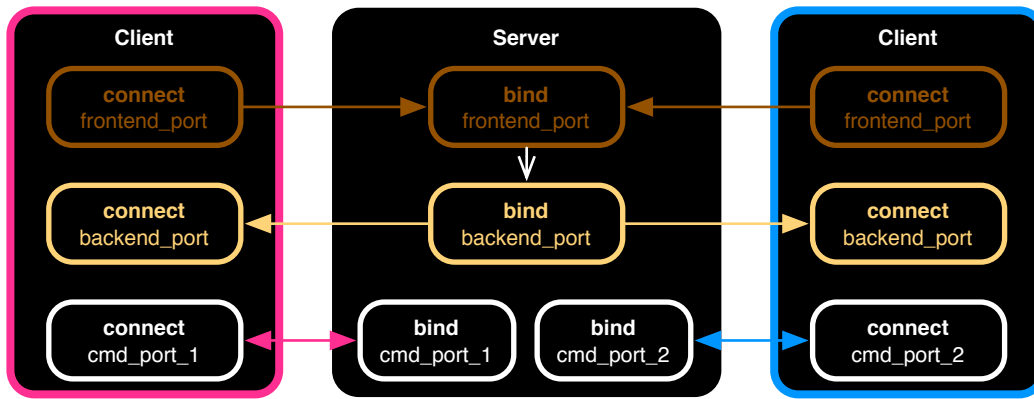 Client
connect
frontend_port
connect
backend_port
connect
cmd_port_1
Server
bind
frontend_port
bind
backend_port
bind
cmd_port_1
bind
cmd_port_2
Client
connect
frontend_port
connect
backend_port
connect
cmd_port_2